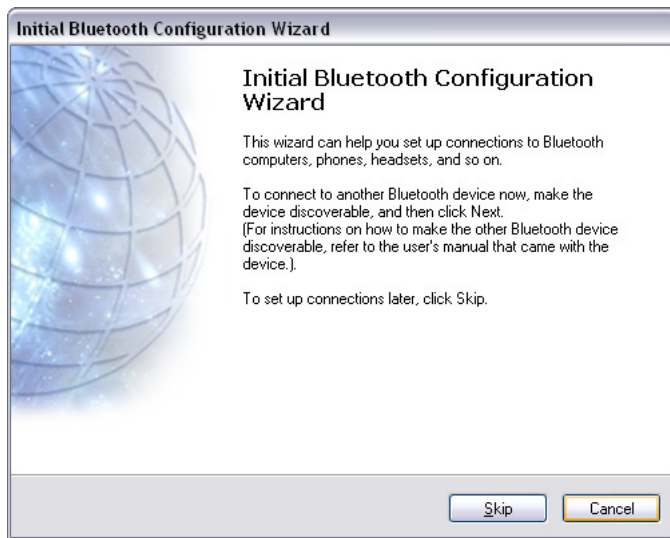 Initial Bluetooth Configuration Wizard
Initial Bluetooth Configuration
Wizard
This wizard can help you set up connections to Bluetooth
computers, phones, headsets, and so on.
To connect to another Bluetooth device now, make the
device discoverable, and then click Next.
(For instructions on how to make the other Bluetooth device
discoverable, refer to the user's manual that came with the
device.).
To set up connections later, click Skip.
Skip
Cancel